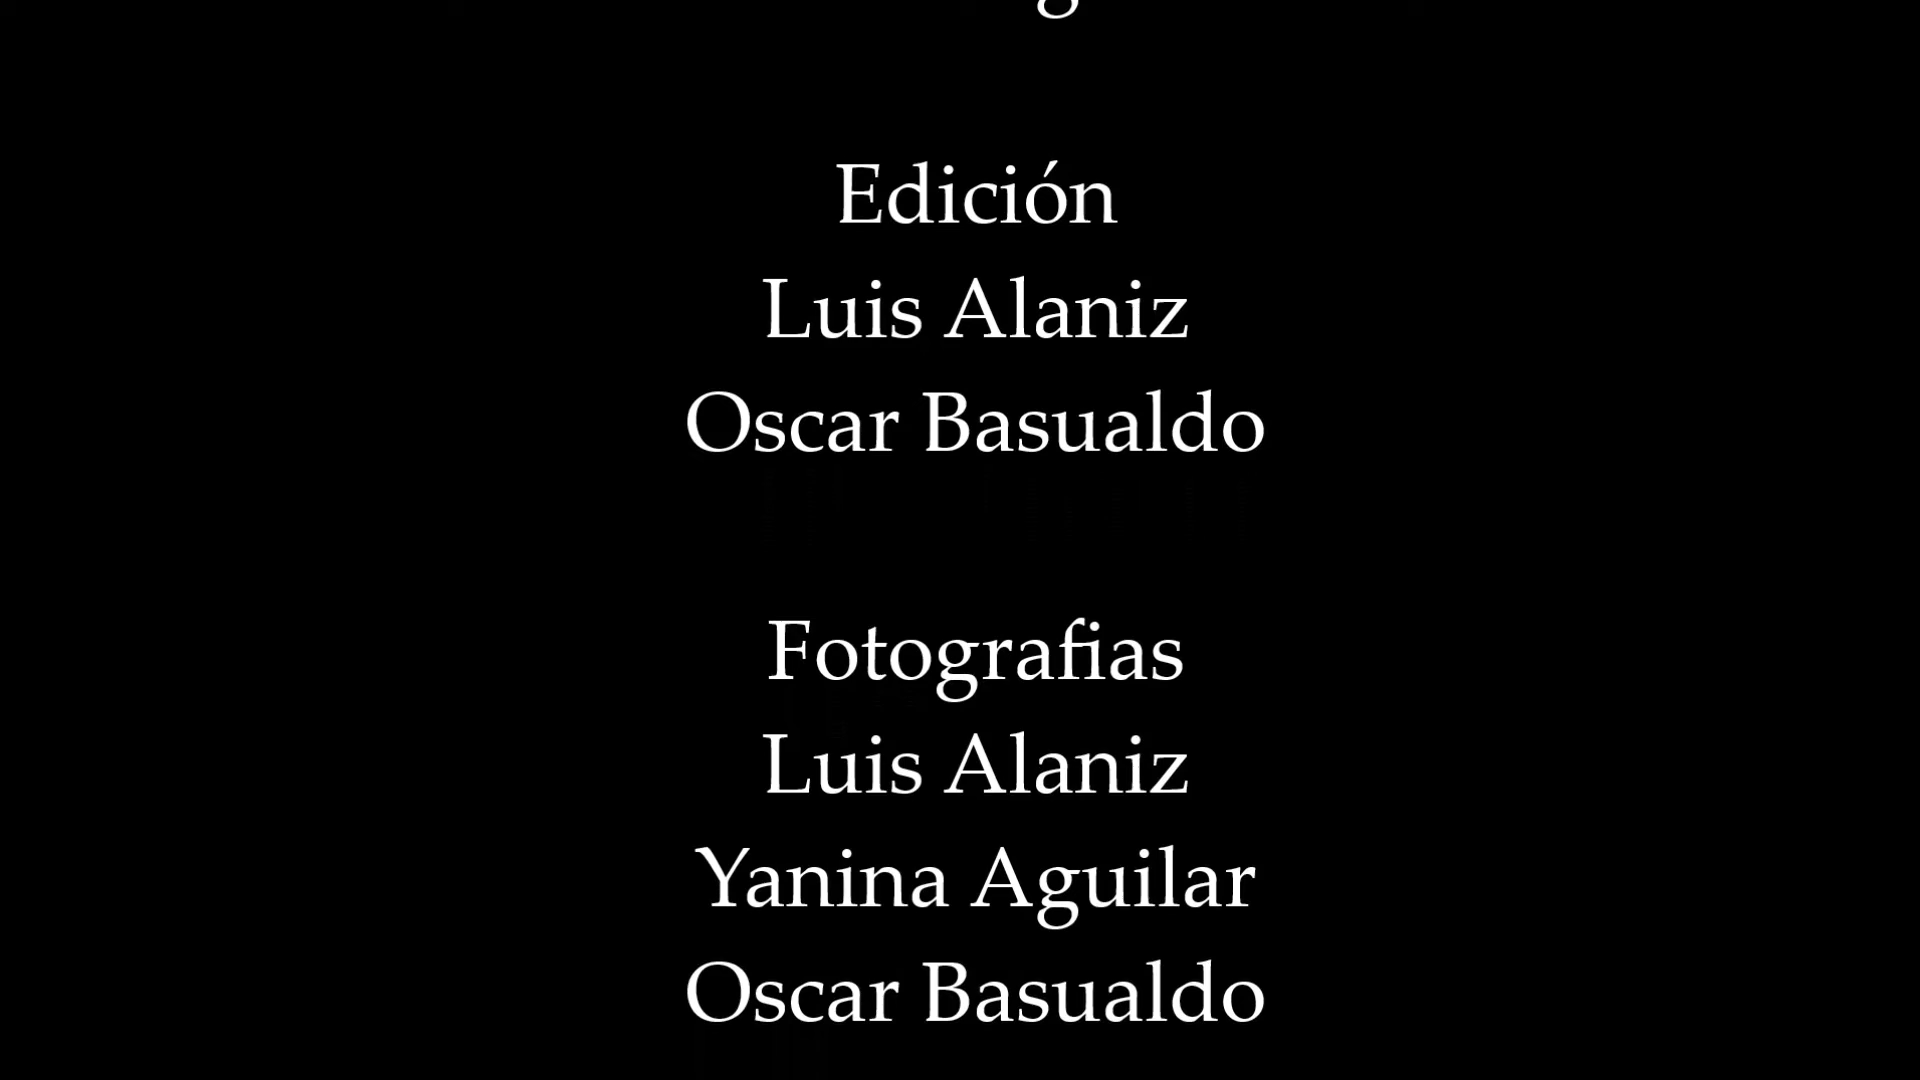 Edición
Luis Alaniz
Oscar Basualdo
Fotografias
Luis Alaniz
Yanina Aguilar
Oscar Basualdo